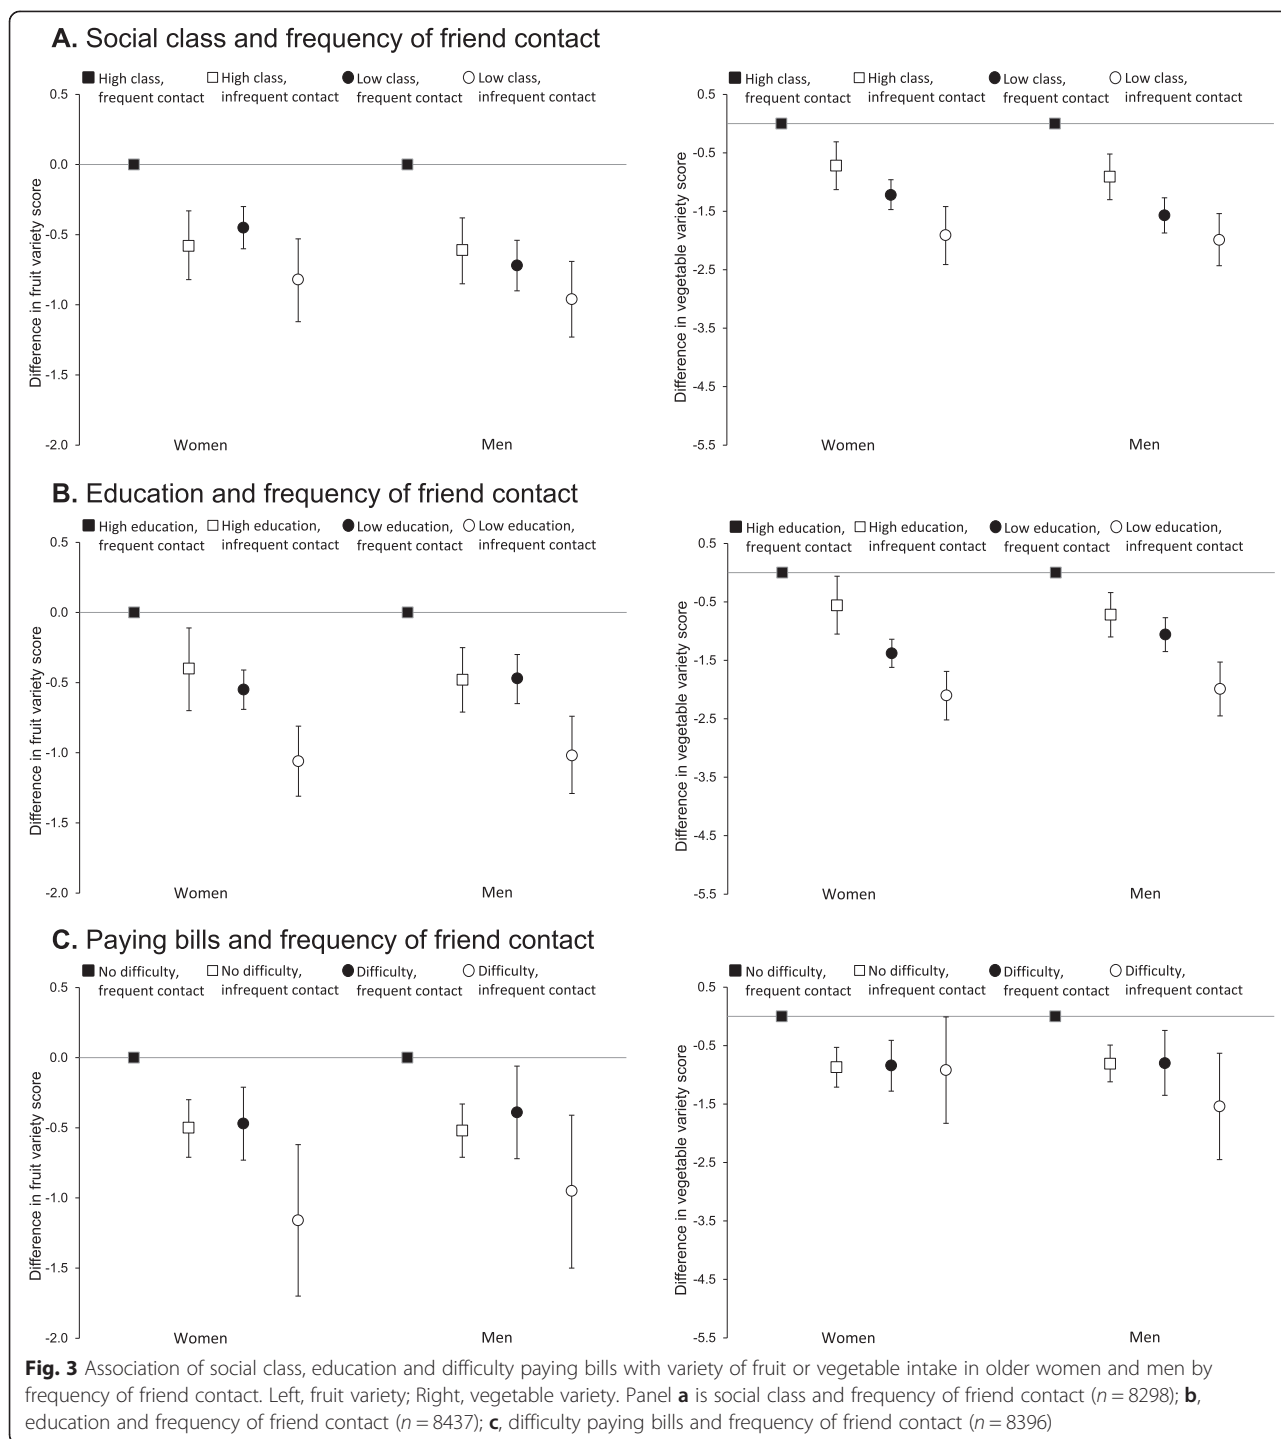 A. Social class and frequency of friend contact
High class, frequent contact
High class, infrequent contact
Low class, frequent contact
Low class, infrequent contact
Difference in fruit variety score
0.5
0.0
-0.5
-1.0
-1.5
-2.0
Women
Men
High class, frequent contact
High class, infrequent contact
Low class, frequent contact
Low class, infrequent contact
Difference in vegetable variety score
0.5
-0.5
-1.5
-2.5
-3.5
-4.5
-5.5
Women
Men
B. Education and frequency of friend contact
High education, frequent contact
High education, infrequent contact
Low education, frequent contact
Low education, infrequent contact
Difference in fruit variety score
0.5
0.0
-0.5
-1.0
-1.5
-2.0
Women
Men
High education, frequent contact
High education, infrequent contact
Low education, frequent contact
Low education, infrequent contact
Difference in vegetable variety score
0.5
-0.5
-1.5
-2.5
-3.5
-4.5
-5.5
Women
Men
C. Paying bills and frequency of friend contact
No difficulty, frequent contact
No difficulty, infrequent contact
Difficulty, frequent contact
Difficulty, infrequent contact
Difference in fruit variety score
0.5
0.0
-0.5
-1.0
-1.5
-2.0
Women
Men
No difficulty, frequent contact
No difficulty, infrequent contact
Difficulty, frequent contact
Difficulty, infrequent contact
Difference in vegetable variety score
0.5
-0.5
-1.5
-2.5
-3.5
-4.5
-5.5
Women
Men
Fig. 3 Association of social class, education and difficulty paying bills with variety of fruit or vegetable intake in older women and men by
frequency of friend contact. Left, fruit variety; Right, vegetable variety. Panel a is social class and frequency of friend contact (n = 8298); b,
education and frequency of friend contact (n = 8437); c, difficulty paying bills and frequency of friend contact (n = 8396)